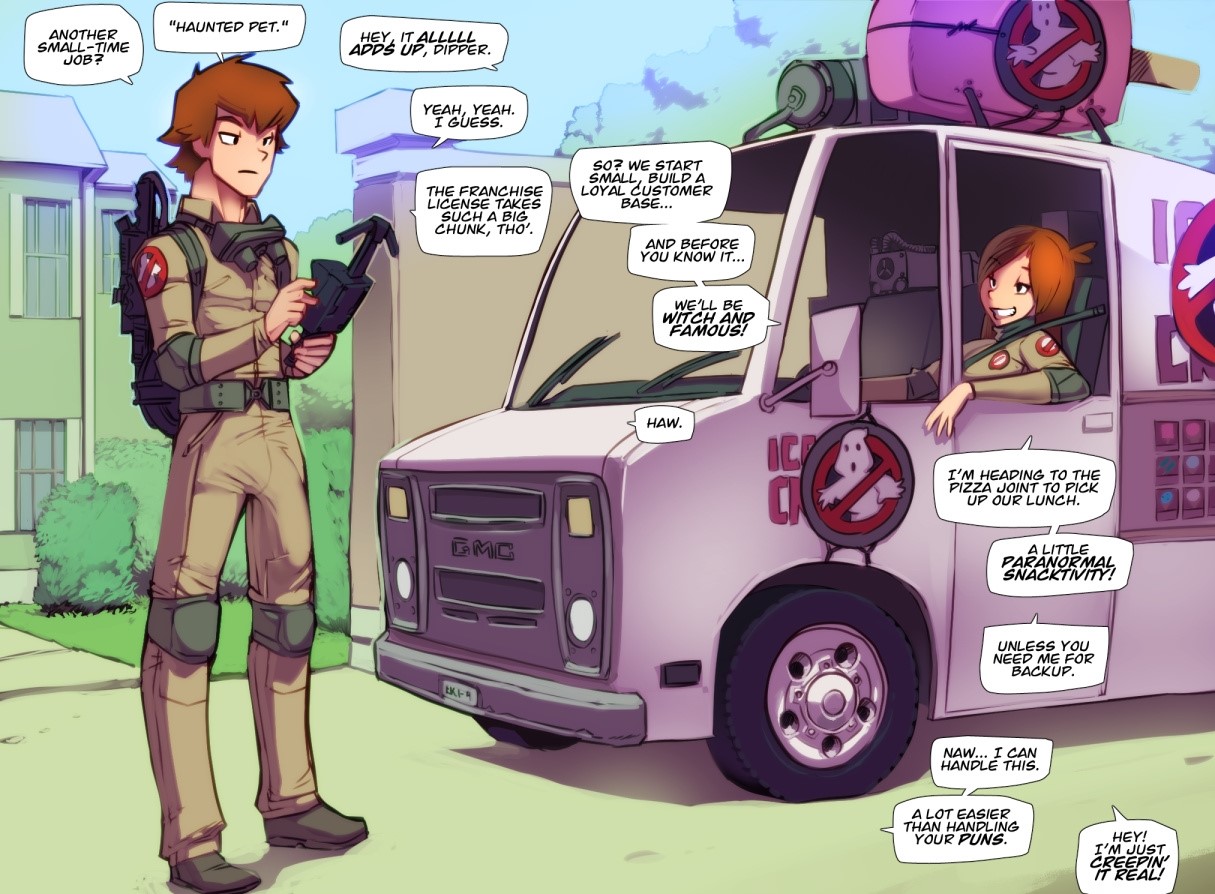 ANOTHER
SMALL-TIME
JOB?
"HAUNTED PET."
HEY, IT ALLLLL
ADDS UP, DIPPER.
YEAH, YEAH.
I GUESS.
THE FRANCHISE
LICENSE TAKES
SUCH A BIG
CHUNK, THO'.
SO? WE START
SMALL, BUILD A
LOYAL CUSTOMER
BASE...
AND BEFORE
YOU KNOW IT...
WE'LL BE
WITCH AND
FAMOUS!
HAW.
I'M HEADING TO THE
PIZZA JOINT TO PICK
UP OUR LUNCH.
A LITTLE
PARANORMAL
SNACKTIVITY!
UNLESS YOU
NEED ME FOR
BACKUP.
NAW... I CAN
HANDLE THIS.
A LOT EASIER
THAN HANDLING
YOUR PUNS.
HEY!
I'M JUST
CREEPIN'
IT REAL!
GMC